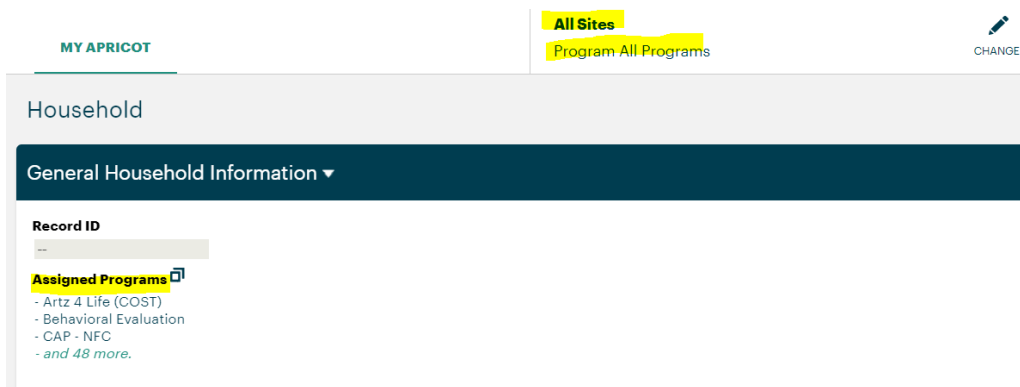 All Sites
MY APRICOT
Program All Programs
CHANGE
Household
General Household Information
Record ID
--
Assigned Programs
- Artz 4 Life (COST)
- Behavioral Evaluation
- CAP - NFC
- and 48 more.